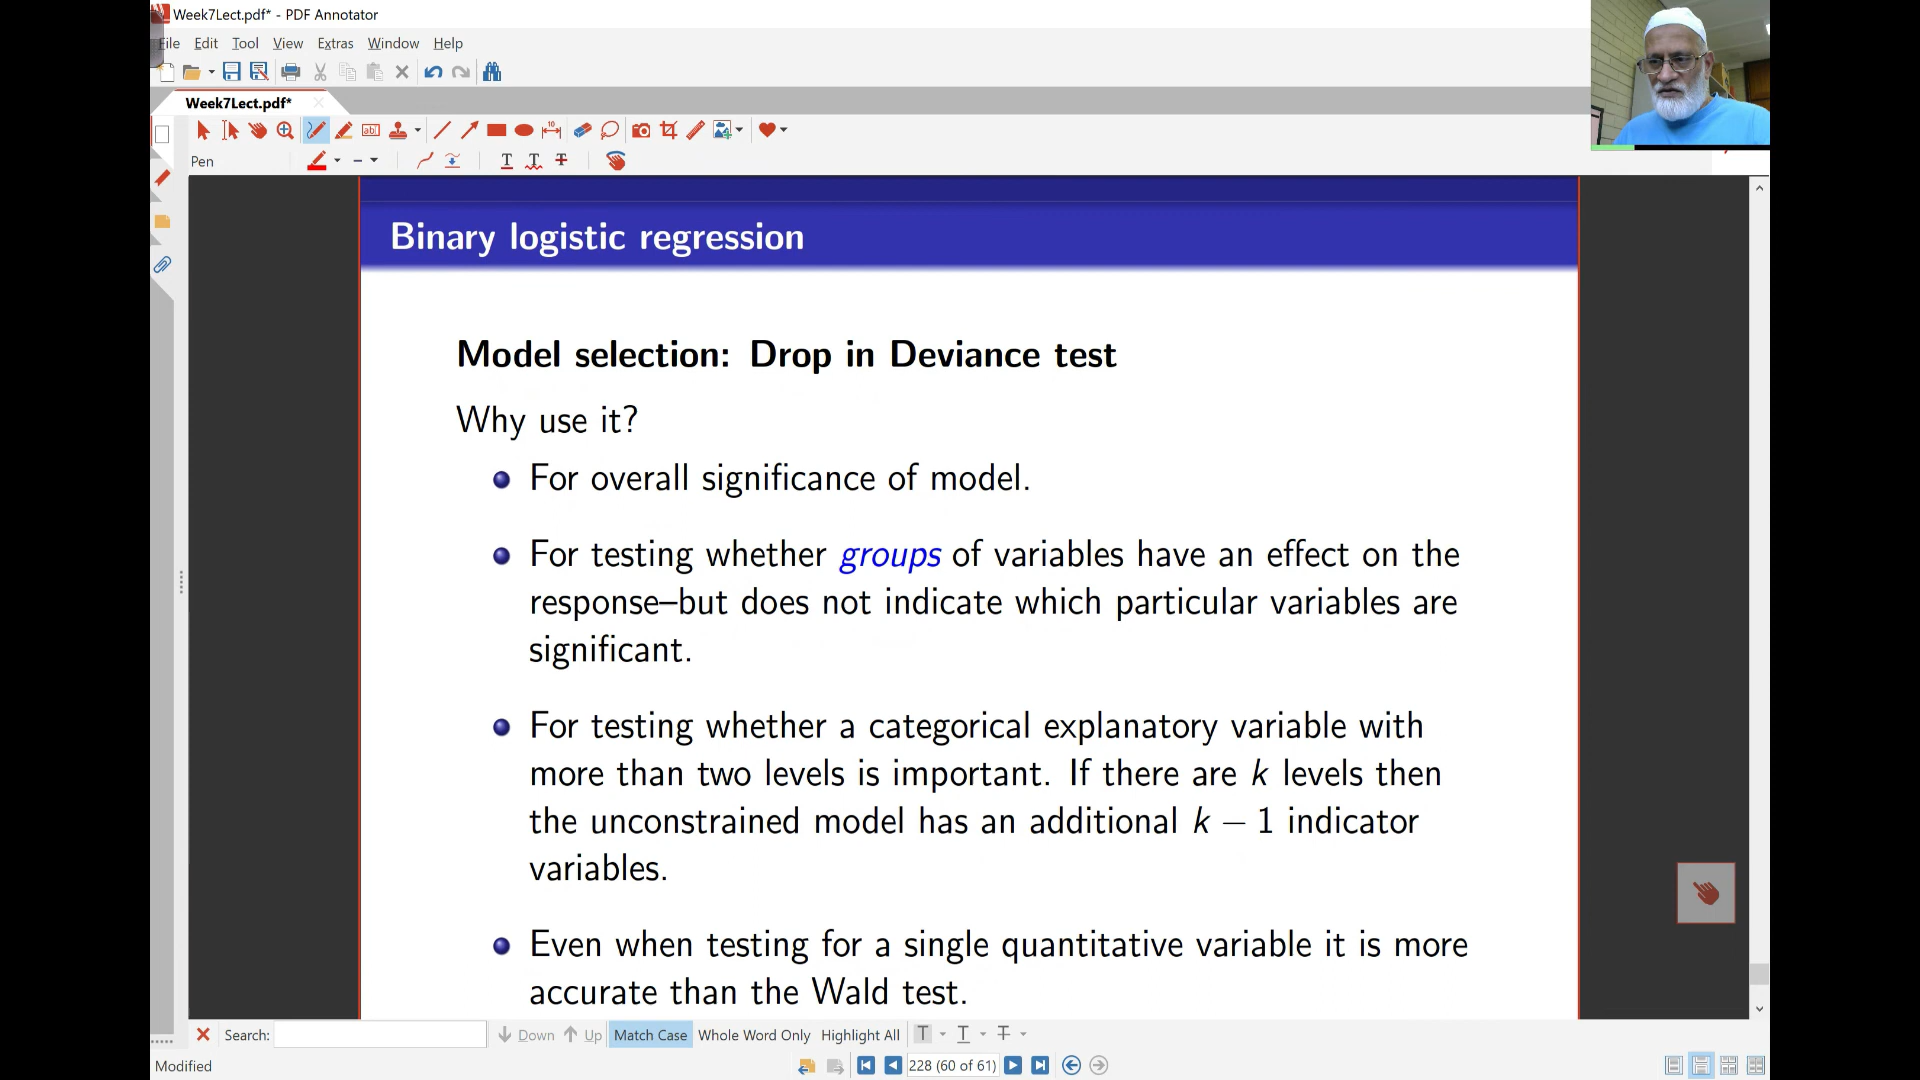 Week7Lect.pdf* - PDF Annotator
File Edit Tool View Extras Window Help
Week7Lect.pdf*
Pen
Binary logistic regression
Model selection: Drop in Deviance test
Why use it?
For overall significance of model.
For testing whether groups of variables have an effect on the
response–but does not indicate which particular variables are
significant.
For testing whether a categorical explanatory variable with
more than two levels is important. If there are k levels then
the unconstrained model has an additional k − 1 indicator
variables.
Even when testing for a single quantitative variable it is more
accurate than the Wald test.
Search: Down Up Match Case Whole Word Only Highlight All
Modified 228 (60 of 61)